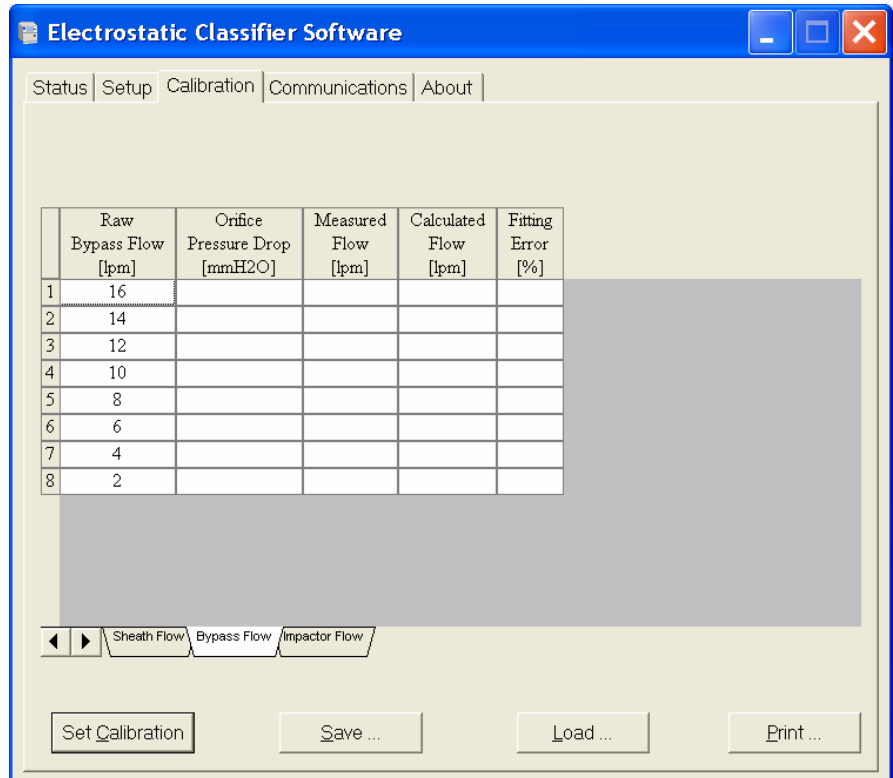 Electrostatic Classifier Software
Status Setup Calibration Communications About
Raw Orifice Measured Calculated Fitting
Bypass Flow Pressure Drop Flow Flow Error
[lpm] [mmH2O] [lpm] [lpm] [%]
1 16
2 14
3 12
4 10
5 8
6 6
7 4
8 2
Sheath Flow Bypass Flow Impactor Flow
Set Calibration Save ... Load ... Print ...